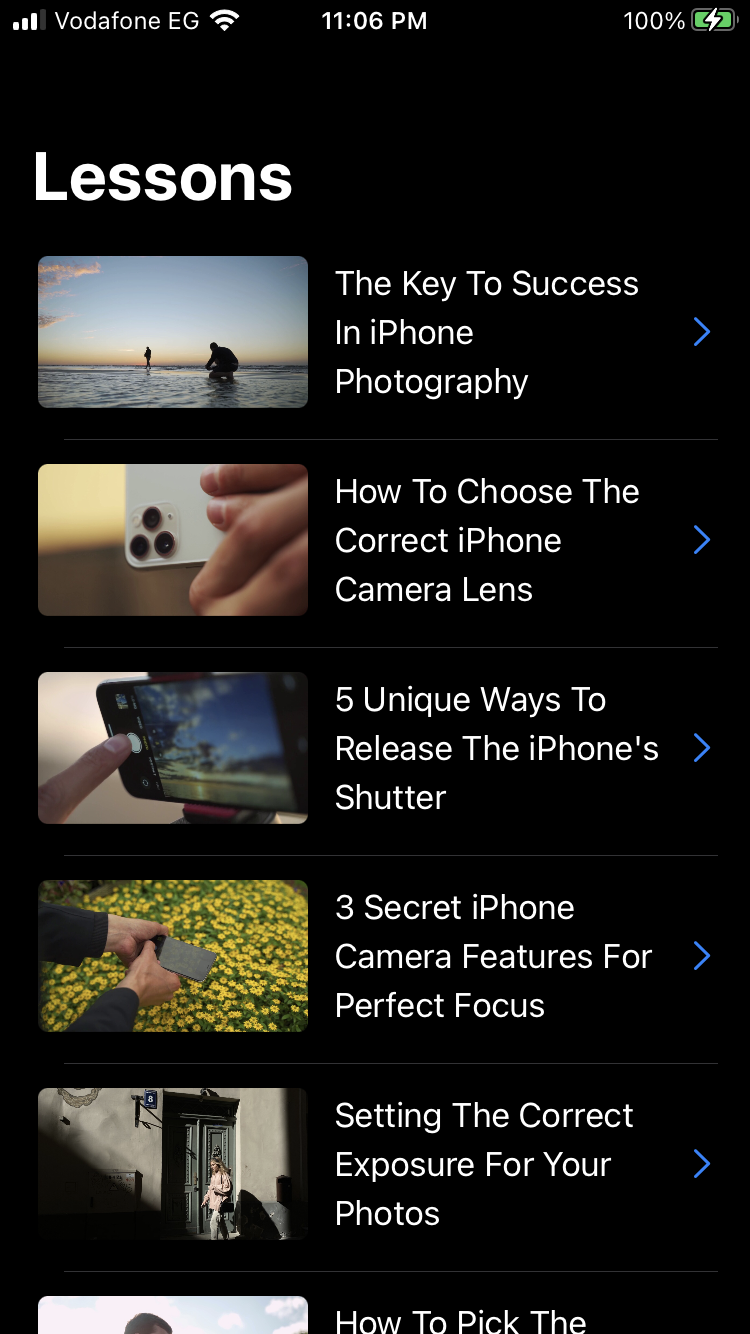 Vodafone EG 11:06 PM 100%
Lessons
The Key To Success
In iPhone
Photography
How To Choose The
Correct iPhone
Camera Lens
5 Unique Ways To
Release The iPhone's
Shutter
3 Secret iPhone
Camera Features For
Perfect Focus
8
Setting The Correct
Exposure For Your
Photos
How To Pick The